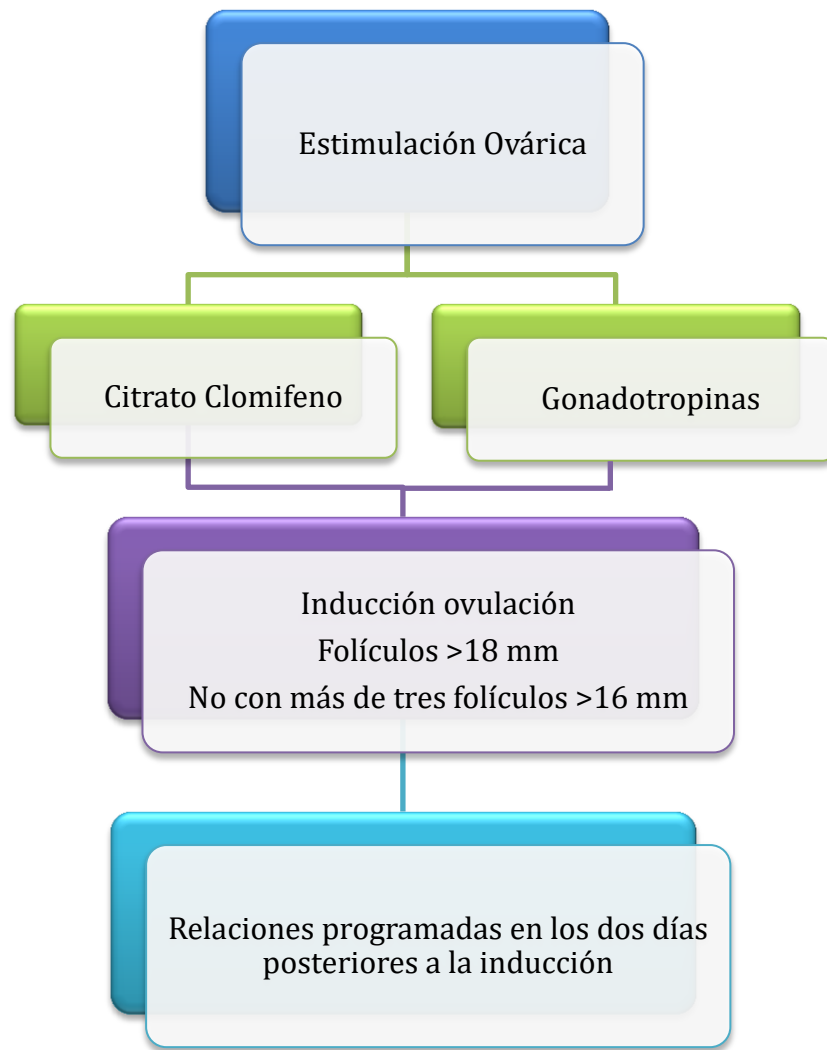 Estimulación Ovárica
Citrato Clomifeno
Gonadotropinas
Inducción ovulación
Folículos >18 mm
No con más de tres folículos >16 mm
Relaciones programadas en los dos días
posteriores a la inducción